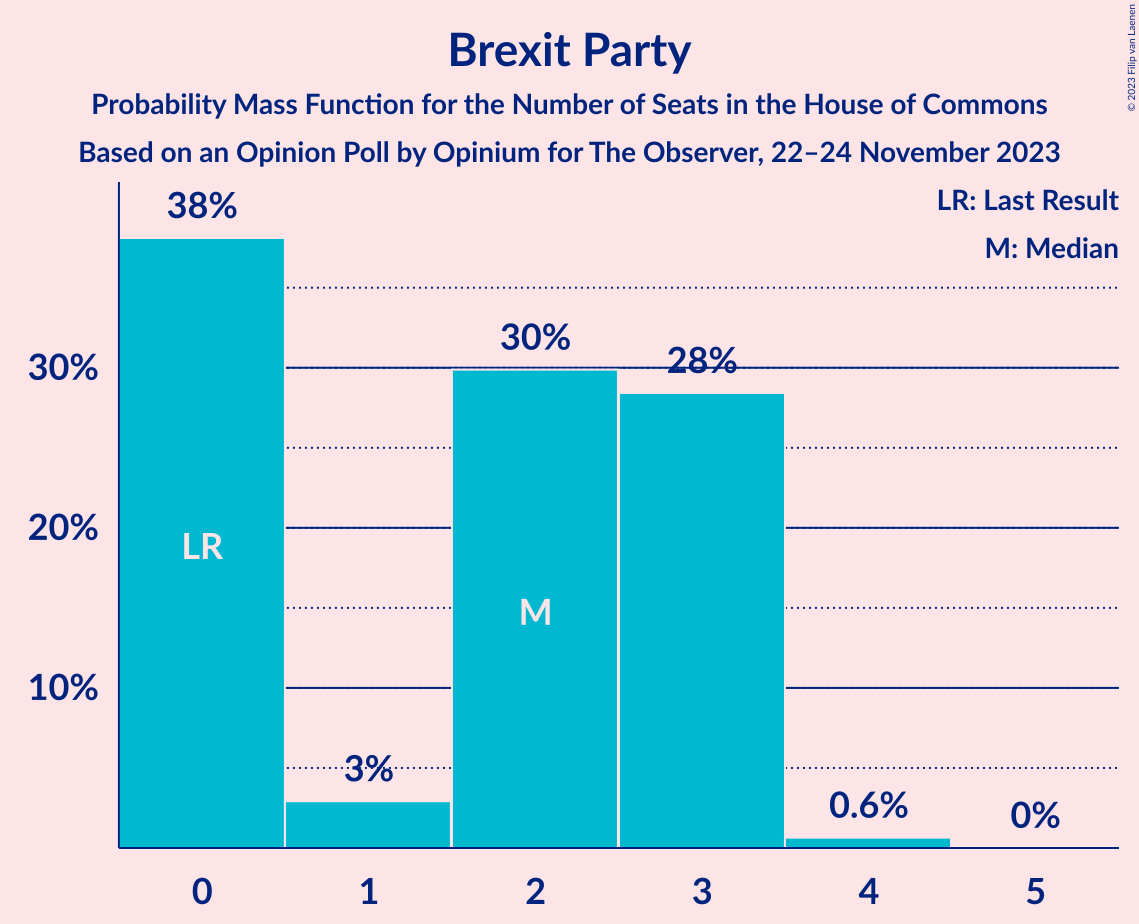 Brexit Party
Probability Mass Function for the Number of Seats in the House of Commons
Based on an Opinion Poll by Opinium for The Observer, 22–24 November 2023
© 2023 Filip van Laenen
LR: Last Result
M: Median
38%
30%
28%
3%
0.6%
0%
30%
20%
10%
LR
M
0 1 2 3 4 5